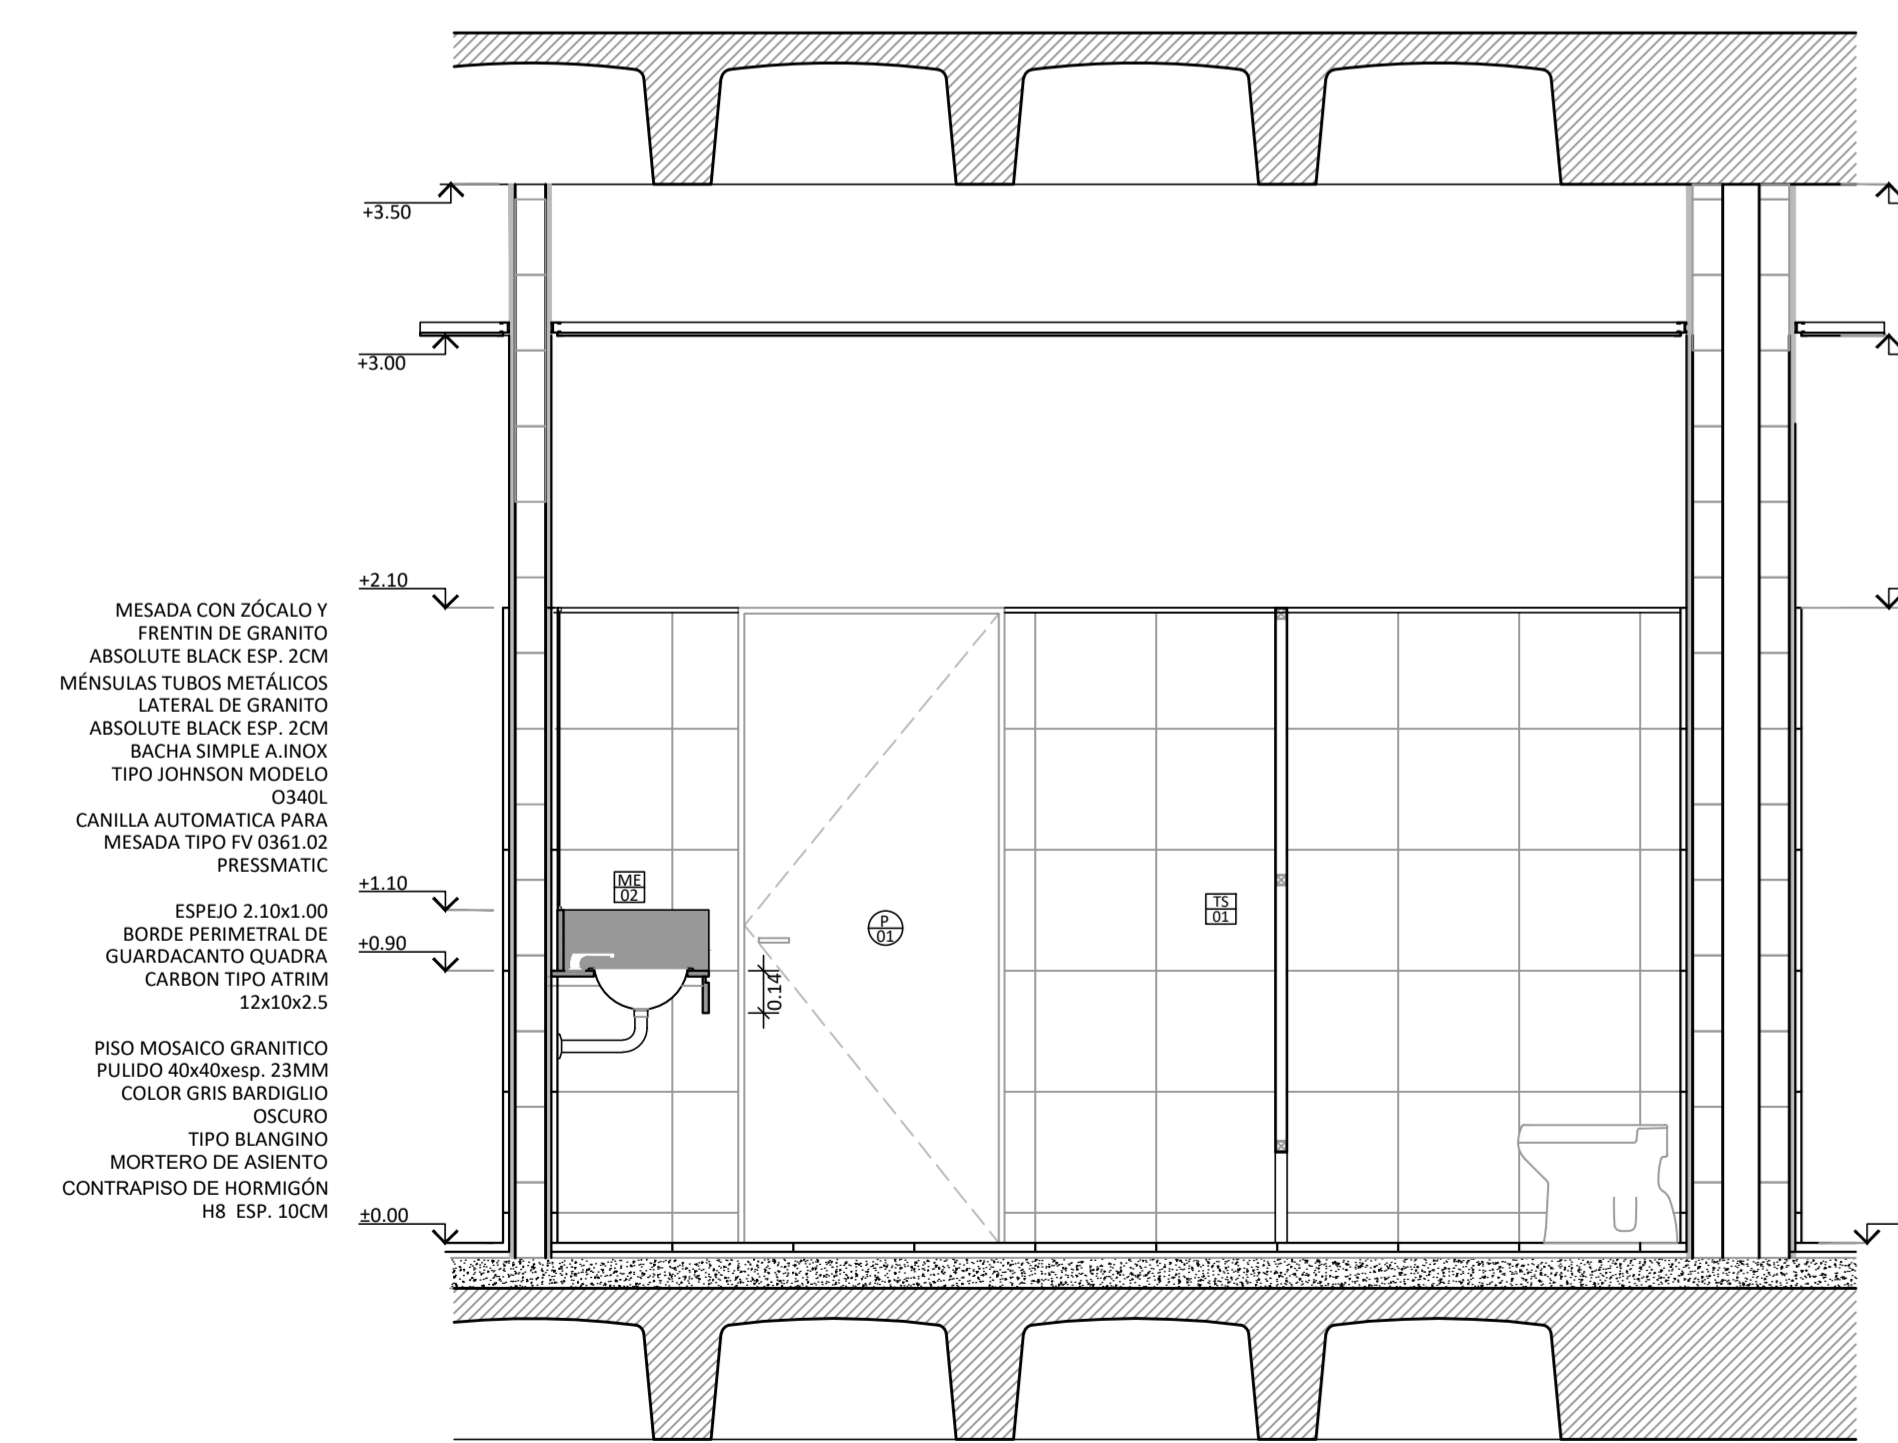 +3.50
+3.00
+2.10
MESADA CON ZÓCALO Y
FRENTIN DE GRANITO
ABSOLUTE BLACK ESP. 2CM
MÉNSULAS TUBOS METÁLICOS
LATERAL DE GRANITO
ABSOLUTE BLACK ESP. 2CM
BACHA SIMPLE A.INOX
TIPO JOHNSON MODELO
O340L
CANILLA AUTOMATICA PARA
MESADA TIPO FV 0361.02
PRESSMATIC
+1.10
ESPEJO 2.10x1.00
BORDE PERIMETRAL DE
GUARDACANTO QUADRA
CARBON TIPO ATRIM
12x10x2.5
+0.90
PISO MOSAICO GRANITICO
PULIDO 40x40xesp. 23MM
COLOR GRIS BARDIGLIO
OSCURO
TIPO BLANGINO
MORTERO DE ASIENTO
CONTRAPISO DE HORMIGÓN
H8 ESP. 10CM
±0.00
ME
02
P
01
TS
01
0.14